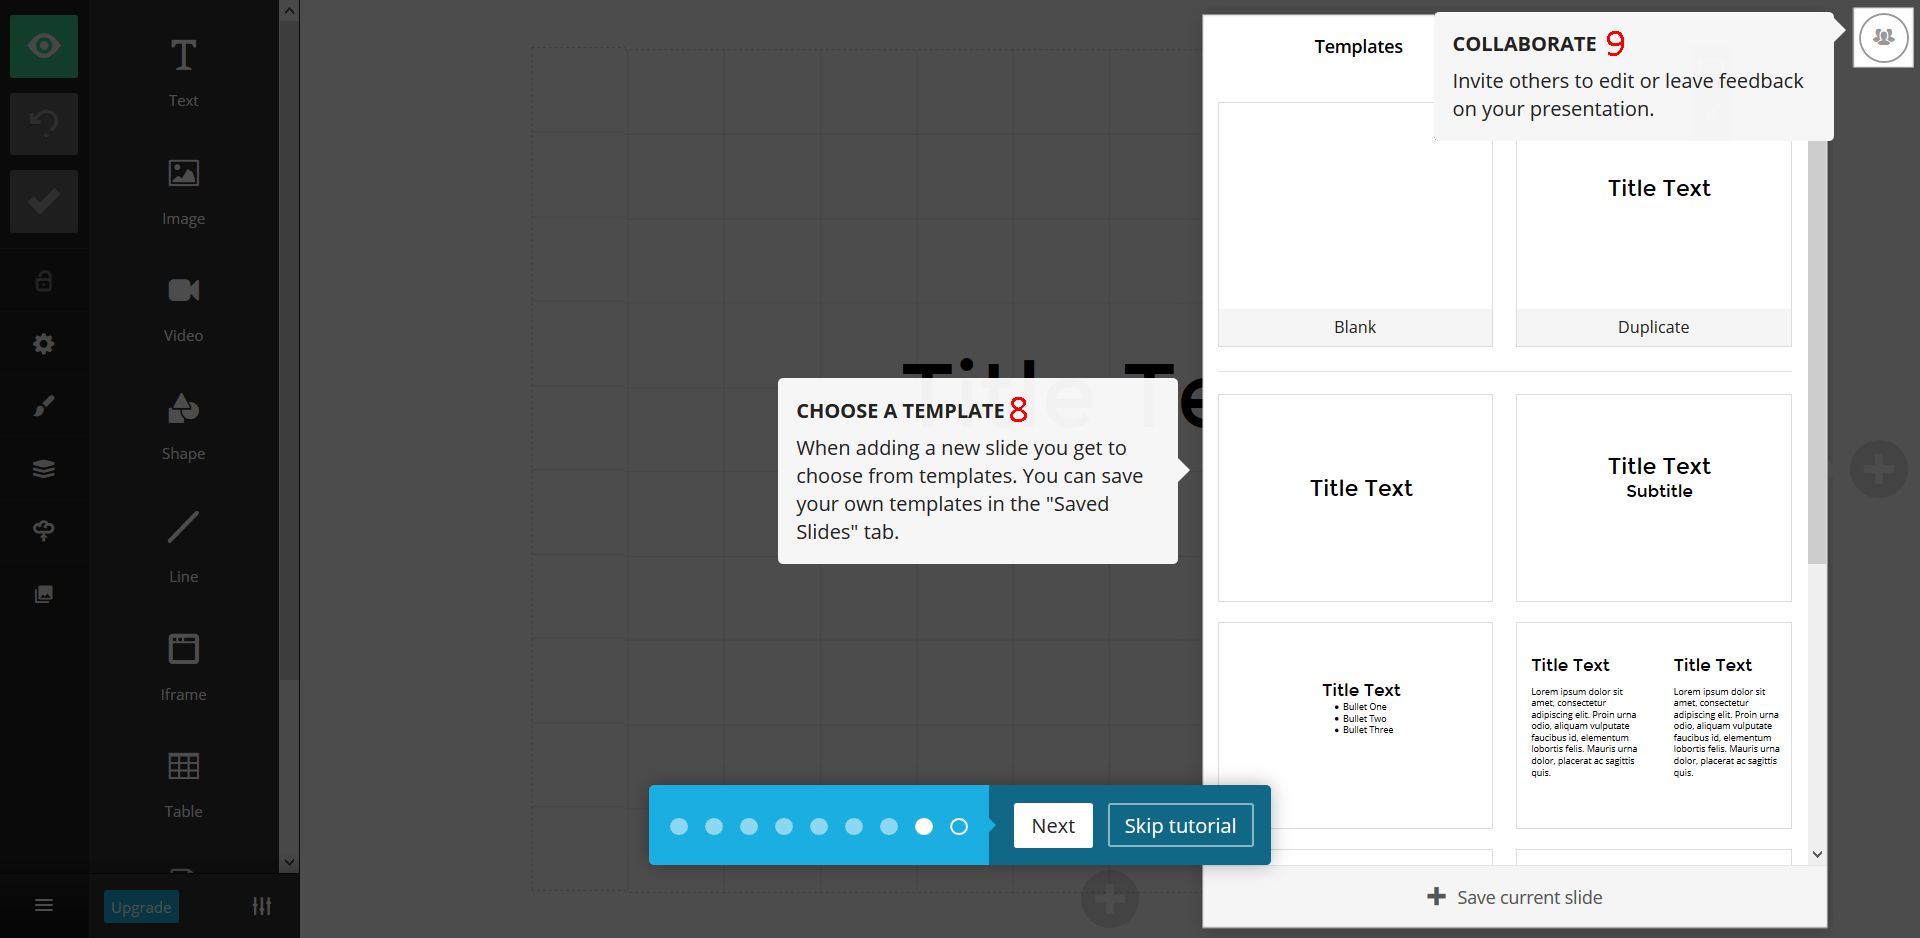 Text
Image
Video
Shape
Line
Iframe
Table
Upgrade
Title Te
CHOOSE A TEMPLATE 8
When adding a new slide you get to
choose from templates. You can save
your own templates in the "Saved
Slides" tab.
Next
Skip tutorial
Templates
COLLABORATE 9
Invite others to edit or leave feedback
on your presentation.
Title Text
Blank
Duplicate
Title Text
Title Text
Subtitle
Title Text
• Bullet One
• Bullet Two
• Bullet Three
Title Text
Lorem ipsum dolor sit
amet, consectetur
adipiscing elit. Proin urna
odio, aliquam vulputate
faucibus id, elementum
lobortis felis. Mauris urna
dolor, placerat ac sagittis
quis.
Title Text
Lorem ipsum dolor sit
amet, consectetur
adipiscing elit. Proin urna
odio, aliquam vulputate
faucibus id, elementum
lobortis felis. Mauris urna
dolor, placerat ac sagittis
quis.
Save current slide